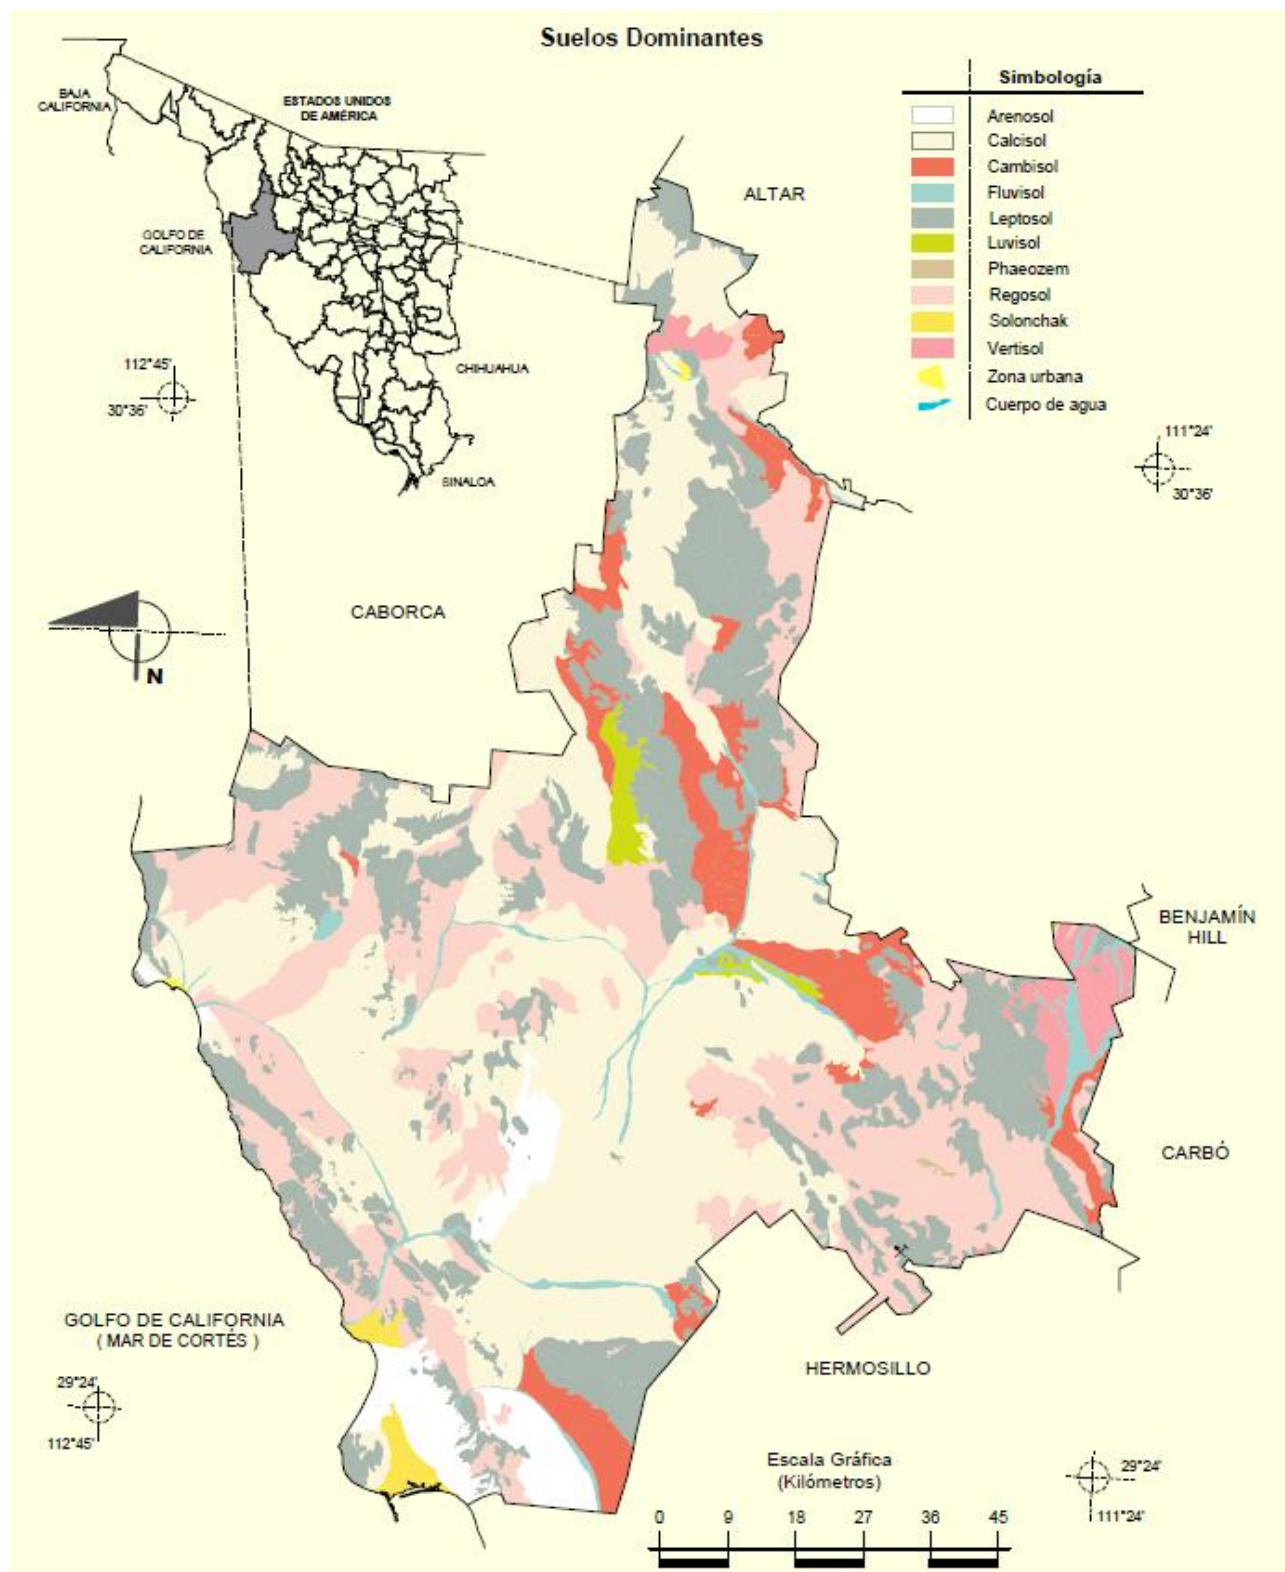 Suelos Dominantes
Simbología
Arenosol
Calcisol
Cambisol
Fluvisol
Leptosol
Luvisol
Phaeozem
Regosol
Solonchak
Vertisol
Zona urbana
Cuerpo de agua
BAJA
CALIFORNIA
ESTADOS UNIDOS
DE AMÉRICA
GOLFO DE
CALIFORNIA
CHIHUAHUA
SINALOA
112°45'
30°36'
ALTAR
111°24'
30°36'
CABORCA
N
BENJAMÍN
HILL
CARBÓ
GOLFO DE CALIFORNIA
( MAR DE CORTÉS )
HERMOSILLO
29°24'
112°45'
Escala Gráfica
(Kilómetros)
0 9 18 27 36 45
29°24'
111°24'